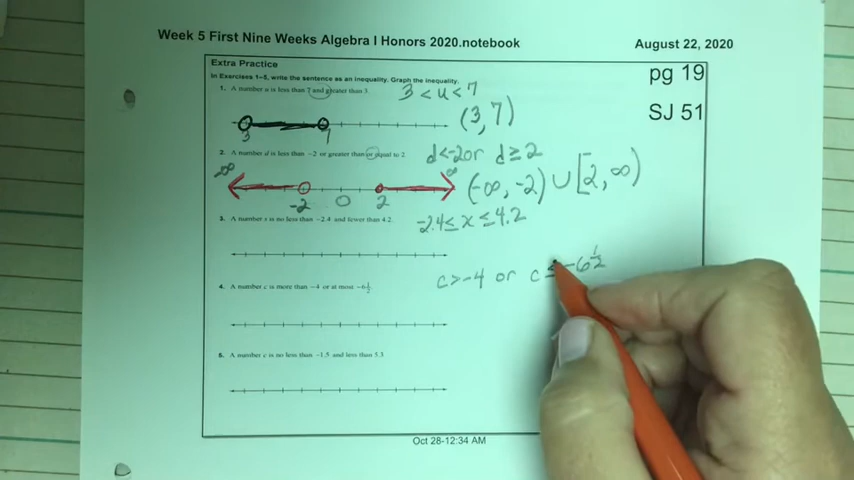 Week 5 First Nine Weeks Algebra I Honors 2020.notebook August 22, 2020
Extra Practice pg 19
In Exercises 1–5, write the sentence as an inequality. Graph the inequality.
1. A number u is less than 7 and greater than 3. 3 < u < 7 SJ 51
3 7 (3, 7)
2. A number d is less than −2 or greater than or equal to 2 d < -2 or d ≥ 2
-∞ -2 0 2 ∞ (-∞, -2) ∪ [2, ∞)
3. A number x is no less than −2.4 and fewer than 4.2. -2.4 ≤ x ≤ 4.2
4. A number c is more than −4 or at most −6½ c > -4 or c ≤ -6½
5. A number c is no less than −1.5 and less than 5.3
Oct 28-12:34 AM